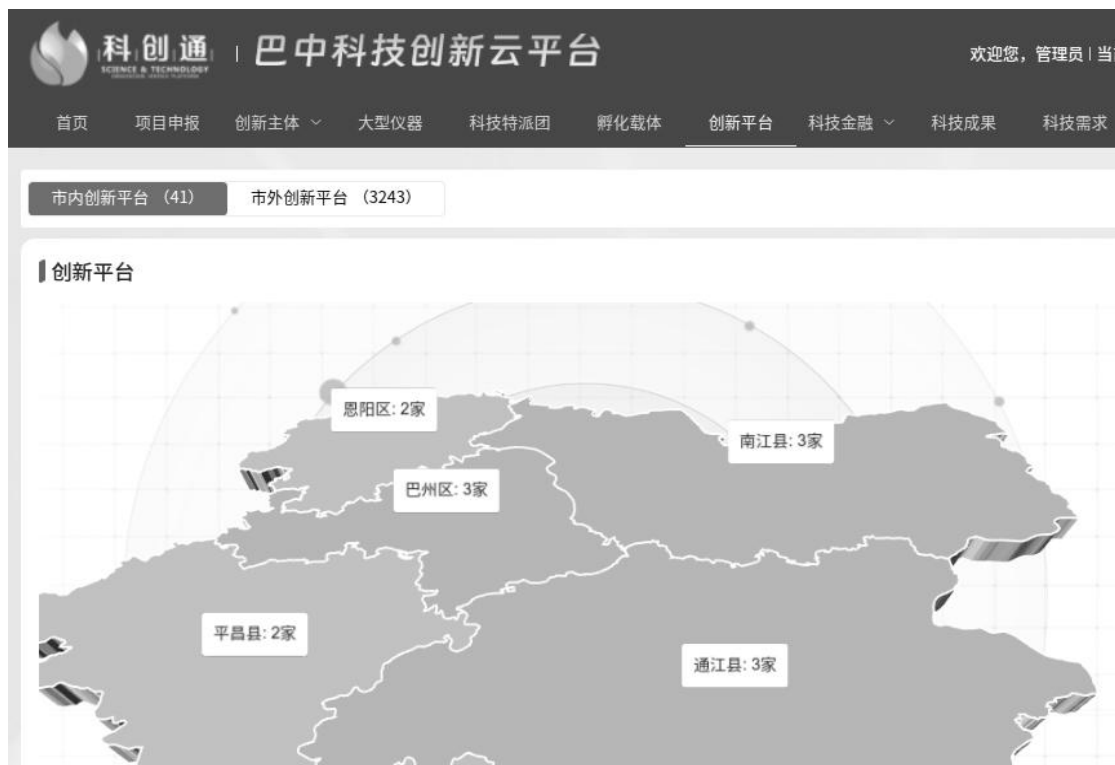 科创通
SCIENCE & TECHNOLOGY
巴中科技创新云平台
欢迎您，管理员 | 当
首页 项目申报 创新主体 大型仪器 科技特派团 孵化载体 创新平台 科技金融 科技成果 科技需求
市内创新平台 （41） 市外创新平台 （3243）
创新平台
恩阳区: 2家
南江县: 3家
巴州区: 3家
平昌县: 2家
通江县: 3家